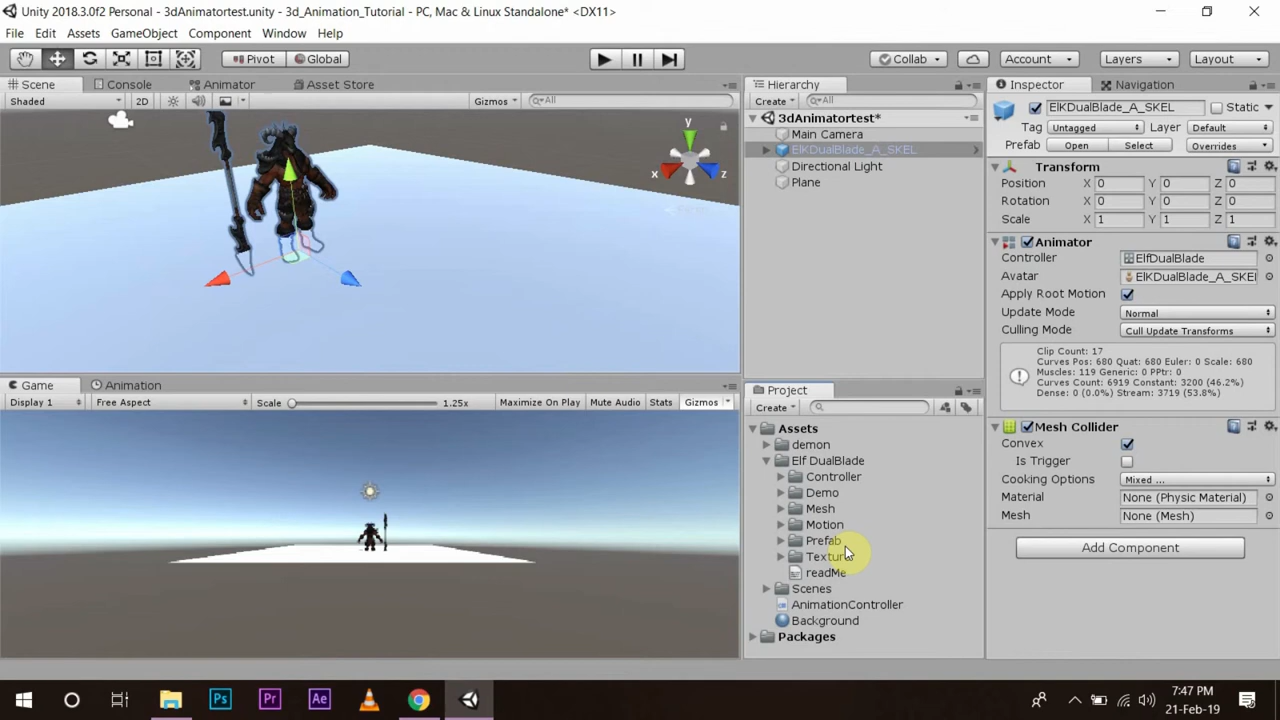 Unity 2018.3.0f2 Personal - 3dAnimatortest.unity - 3d_Animation_Tutorial - PC, Mac & Linux Standalone* <DX11>
File Edit Assets GameObject Component Window Help
Pivot Global Collab Account Layers Layout
Scene Console Animator Asset Store
Shaded 2D Gizmos All
y
x
z
Game Animation
Display 1 Free Aspect Scale 1.25x Maximize On Play Mute Audio Stats Gizmos
Hierarchy
Create All
3dAnimatortest*
Main Camera
ElKDualBlade_A_SKEL
Directional Light
Plane
Project
Create
Assets
demon
Elf DualBlade
Controller
Demo
Mesh
Motion
Prefab
Texture
readMe
Scenes
AnimationController
Background
Packages
Inspector Navigation
ElKDualBlade_A_SKEL Static
Tag Untagged Layer Default
Prefab Open Select Overrides
Transform
Position X 0 Y 0 Z 0
Rotation X 0 Y 0 Z 0
Scale X 1 Y 1 Z 1
Animator
Controller ElfDualBlade
Avatar ElKDualBlade_A_SKEl
Apply Root Motion
Update Mode Normal
Culling Mode Cull Update Transforms
Clip Count: 17
Curves Pos: 680 Quat: 680 Euler: 0 Scale: 680
Muscles: 119 Generic: 0 PPtr: 0
Curves Count: 6919 Constant: 3200 (46.2%)
Dense: 0 (0.0%) Stream: 3719 (53.8%)
Mesh Collider
Convex
Is Trigger
Cooking Options Mixed ...
Material None (Physic Material)
Mesh None (Mesh)
Add Component
Ps Pr Ae
7:47 PM
21-Feb-19